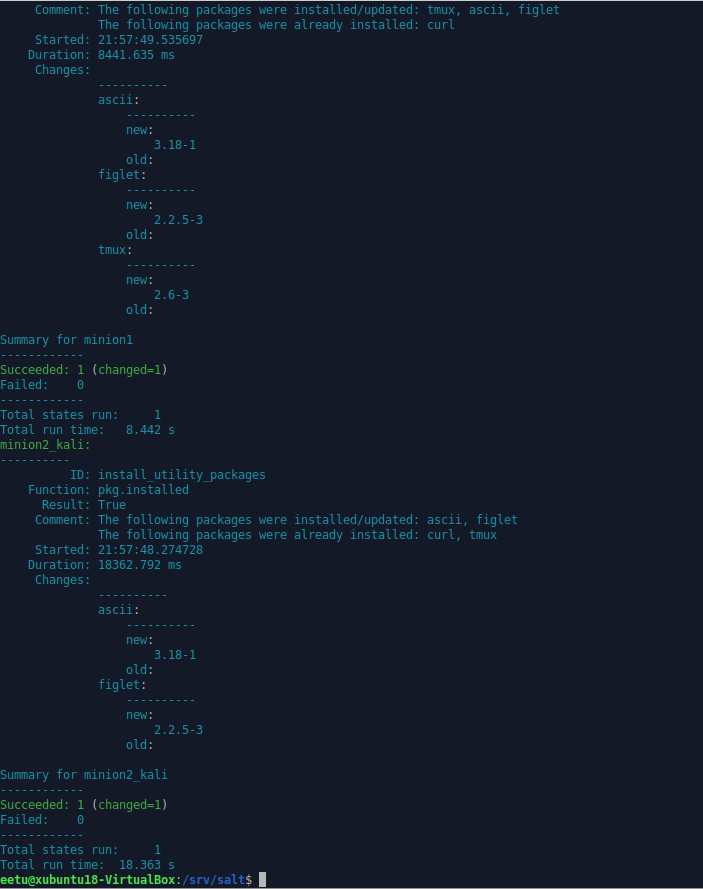 Comment: The following packages were installed/updated: tmux, ascii, figlet
              The following packages were already installed: curl
     Started: 21:57:49.535697
    Duration: 8441.635 ms
     Changes:
              ----------
              ascii:
                  ----------
                  new:
                      3.18-1
                  old:
              figlet:
                  ----------
                  new:
                      2.2.5-3
                  old:
              tmux:
                  ----------
                  new:
                      2.6-3
                  old:

Summary for minion1
------------
Succeeded: 1 (changed=1)
Failed:    0
------------
Total states run:     1
Total run time:   8.442 s
minion2_kali:
----------
          ID: install_utility_packages
    Function: pkg.installed
      Result: True
     Comment: The following packages were installed/updated: ascii, figlet
              The following packages were already installed: curl, tmux
     Started: 21:57:48.274728
    Duration: 18362.792 ms
     Changes:
              ----------
              ascii:
                  ----------
                  new:
                      3.18-1
                  old:
              figlet:
                  ----------
                  new:
                      2.2.5-3
                  old:

Summary for minion2_kali
------------
Succeeded: 1 (changed=1)
Failed:    0
------------
Total states run:     1
Total run time:  18.363 s
eetu@xubuntu18-VirtualBox:/srv/salt$